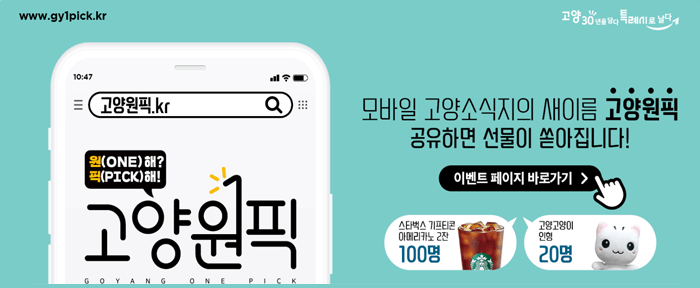 www.gy1pick.kr
고양30년을 담다 특례시로 날다
10:47
고양원픽.kr
원(ONE)해?
픽(PICK)해!
고양원픽
GOYANG ONE PICK
모바일 고양소식지의 새이름 고양원픽
공유하면 선물이 쏟아집니다!
이벤트 페이지 바로가기
스타벅스 기프티콘
아메리카노 2잔
100명
고양고양이
인형
20명